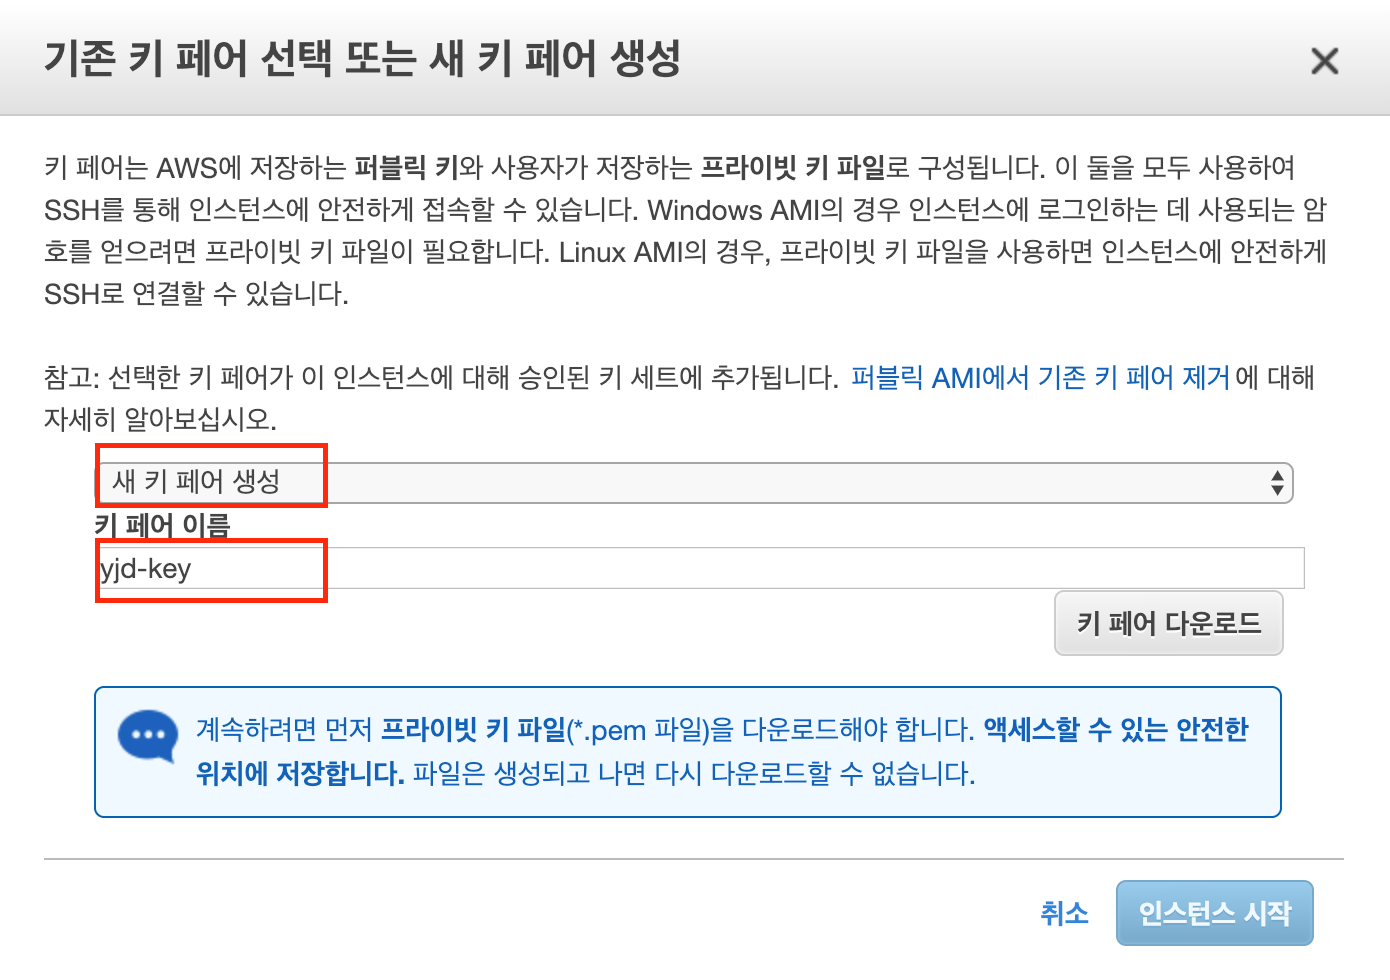 기존 키 페어 선택 또는 새 키 페어 생성
키 페어는 AWS에 저장하는 퍼블릭 키와 사용자가 저장하는 프라이빗 키 파일로 구성됩니다. 이 둘을 모두 사용하여
SSH를 통해 인스턴스에 안전하게 접속할 수 있습니다. Windows AMI의 경우 인스턴스에 로그인하는 데 사용되는 암
호를 얻으려면 프라이빗 키 파일이 필요합니다. Linux AMI의 경우, 프라이빗 키 파일을 사용하면 인스턴스에 안전하게
SSH로 연결할 수 있습니다.
참고: 선택한 키 페어가 이 인스턴스에 대해 승인된 키 세트에 추가됩니다. 퍼블릭 AMI에서 기존 키 페어 제거 에 대해
자세히 알아보십시오.
새 키 페어 생성
키 페어 이름
yjd-key
키 페어 다운로드
계속하려면 먼저 프라이빗 키 파일(*.pem 파일)을 다운로드해야 합니다. 액세스할 수 있는 안전한
위치에 저장합니다. 파일은 생성되고 나면 다시 다운로드할 수 없습니다.
취소
인스턴스 시작